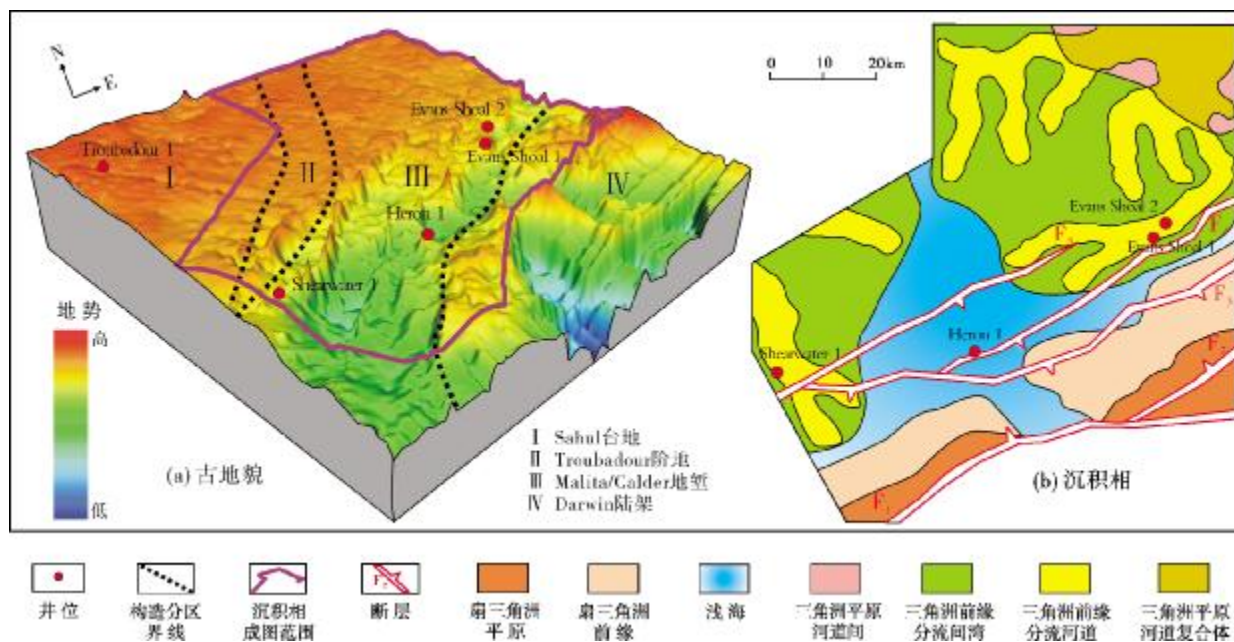 N
E
0 10 20km
Evans Shoal 2
Troubadour 1
Evans Shoal 1
I
II
III
IV
Heron 1
Shearwater 1
地势
高
低
(a) 古地貌
I Sahul台地
II Troubadour阶地
III Malita/Calder地堑
IV Darwin陆架
Evans Shoal 2
Evans Shoal 1
Heron 1
Shearwater 1
(b) 沉积相
井位
构造分区
界线
沉积相
成图范围
断层
扇三角洲
平原
扇三角洲
前缘
浅海
三角洲平原
河道间
三角洲前缘
分流间湾
三角洲前缘
分流河道
三角洲平原
河道复合体